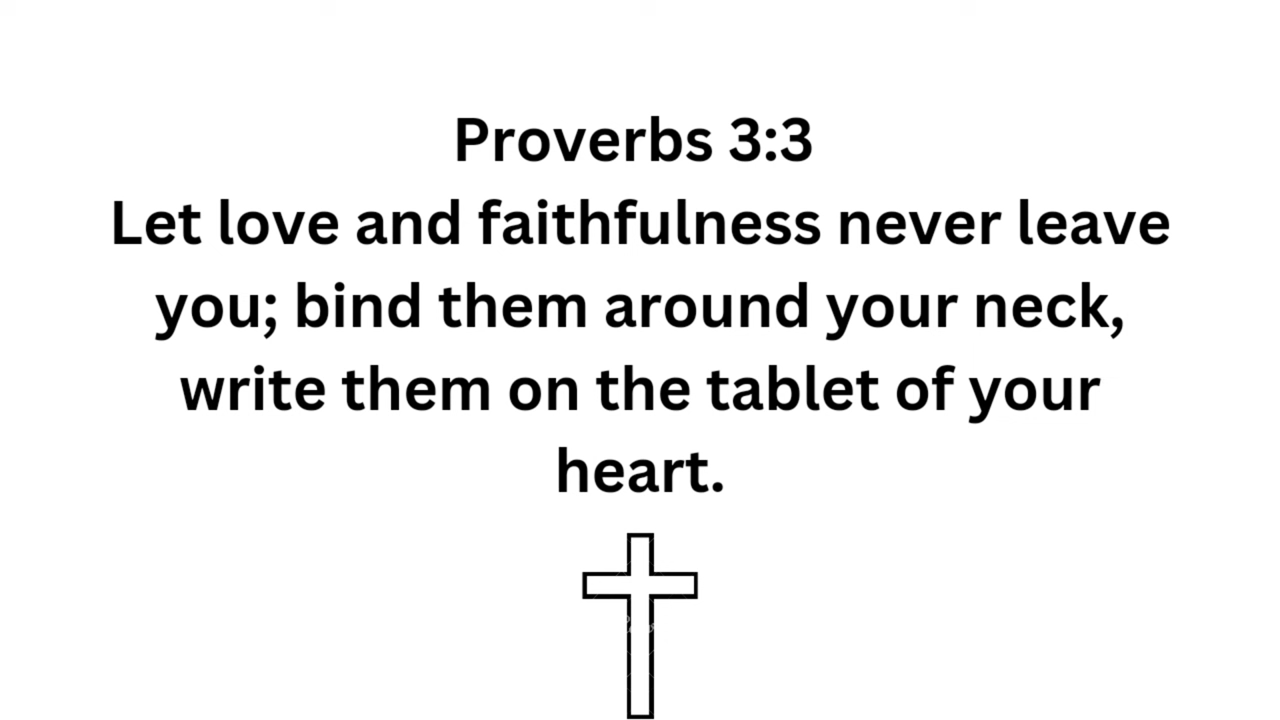 Proverbs 3:3
Let love and faithfulness never leave
you; bind them around your neck,
write them on the tablet of your
heart.